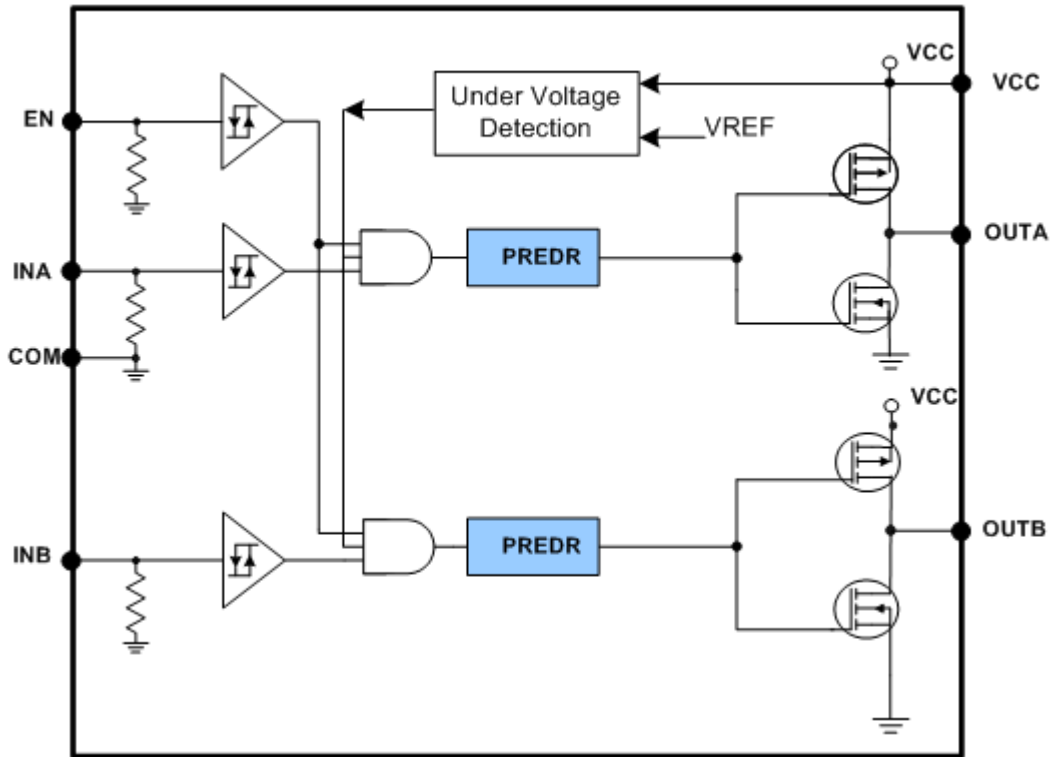 VCC
VCC
EN
Under Voltage
Detection
VREF
INA
PREDR
OUTA
COM
VCC
INB
PREDR
OUTB